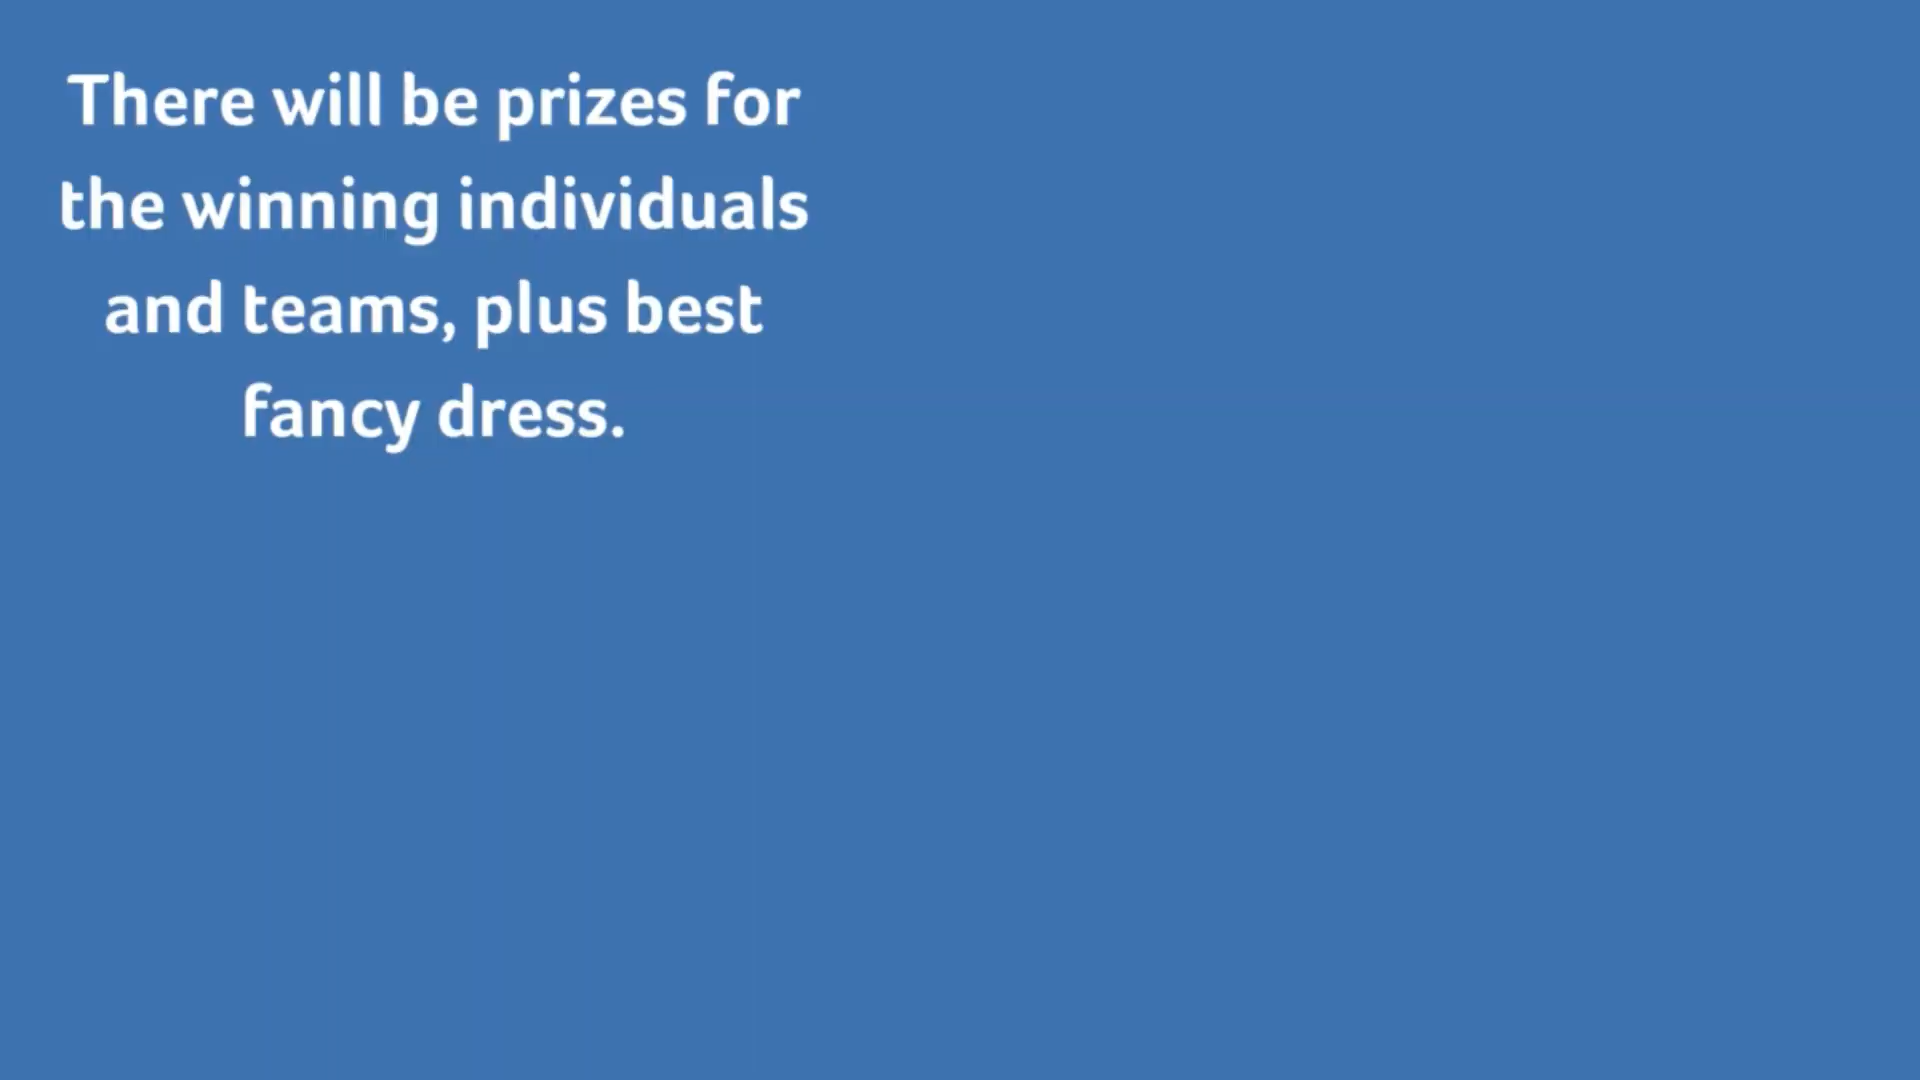 There will be prizes for
the winning individuals
and teams, plus best
fancy dress.